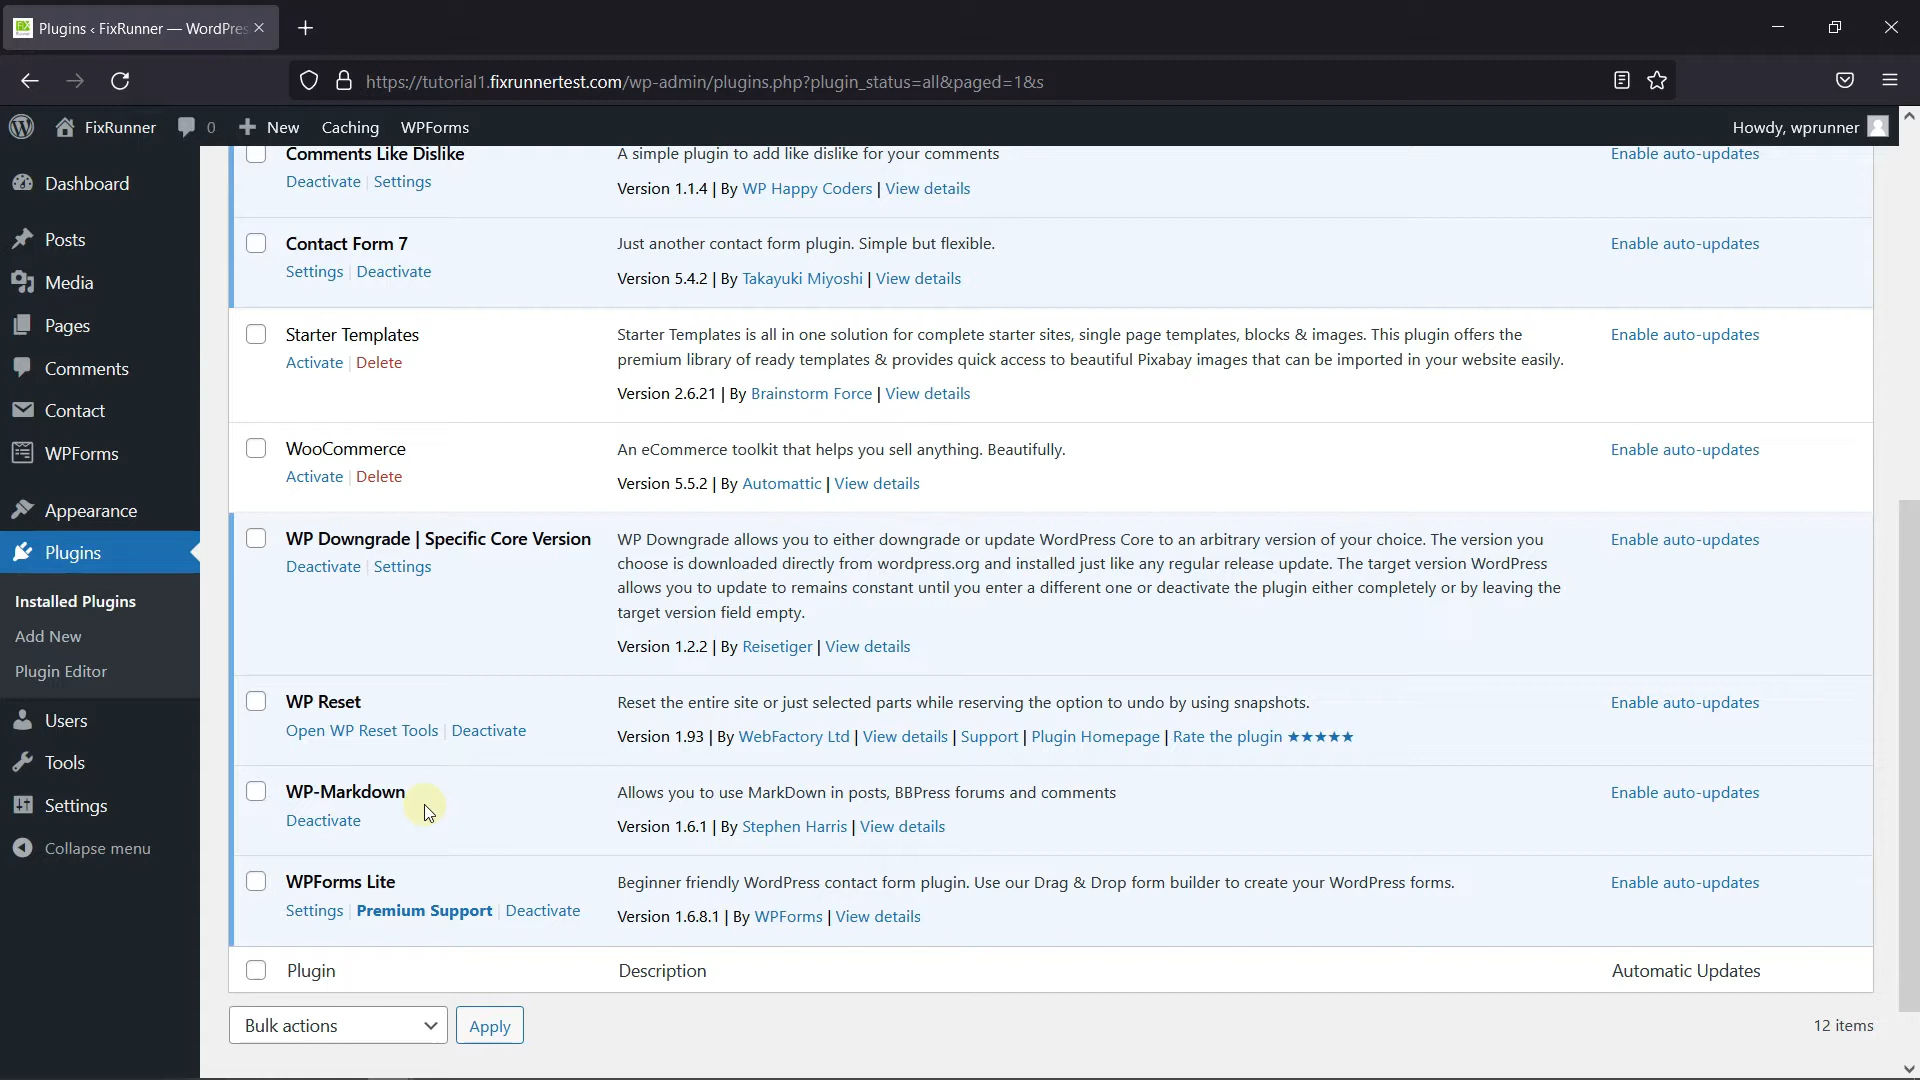 Plugins ‹ FixRunner — WordPres
https://tutorial1.fixrunnertest.com/wp-admin/plugins.php?plugin_status=all&paged=1&s
FixRunner 0 New Caching WPForms Howdy, wprunner
Dashboard
Posts
Media
Pages
Comments
Contact
WPForms
Appearance
Plugins
Installed Plugins
Add New
Plugin Editor
Users
Tools
Settings
Collapse menu
Comments Like Dislike
Deactivate | Settings
A simple plugin to add like dislike for your comments
Version 1.1.4 | By WP Happy Coders | View details
Enable auto-updates
Contact Form 7
Settings | Deactivate
Just another contact form plugin. Simple but flexible.
Version 5.4.2 | By Takayuki Miyoshi | View details
Enable auto-updates
Starter Templates
Activate | Delete
Starter Templates is all in one solution for complete starter sites, single page templates, blocks & images. This plugin offers the
premium library of ready templates & provides quick access to beautiful Pixabay images that can be imported in your website easily.
Version 2.6.21 | By Brainstorm Force | View details
Enable auto-updates
WooCommerce
Activate | Delete
An eCommerce toolkit that helps you sell anything. Beautifully.
Version 5.5.2 | By Automattic | View details
Enable auto-updates
WP Downgrade | Specific Core Version
Deactivate | Settings
WP Downgrade allows you to either downgrade or update WordPress Core to an arbitrary version of your choice. The version you
choose is downloaded directly from wordpress.org and installed just like any regular release update. The target version WordPress
allows you to update to remains constant until you enter a different one or deactivate the plugin either completely or by leaving the
target version field empty.
Version 1.2.2 | By Reisetiger | View details
Enable auto-updates
WP Reset
Open WP Reset Tools | Deactivate
Reset the entire site or just selected parts while reserving the option to undo by using snapshots.
Version 1.93 | By WebFactory Ltd | View details | Support | Plugin Homepage | Rate the plugin ★★★★★
Enable auto-updates
WP-Markdown
Deactivate
Allows you to use MarkDown in posts, BBPress forums and comments
Version 1.6.1 | By Stephen Harris | View details
Enable auto-updates
WPForms Lite
Settings | Premium Support | Deactivate
Beginner friendly WordPress contact form plugin. Use our Drag & Drop form builder to create your WordPress forms.
Version 1.6.8.1 | By WPForms | View details
Enable auto-updates
Plugin Description Automatic Updates
Bulk actions Apply 12 items